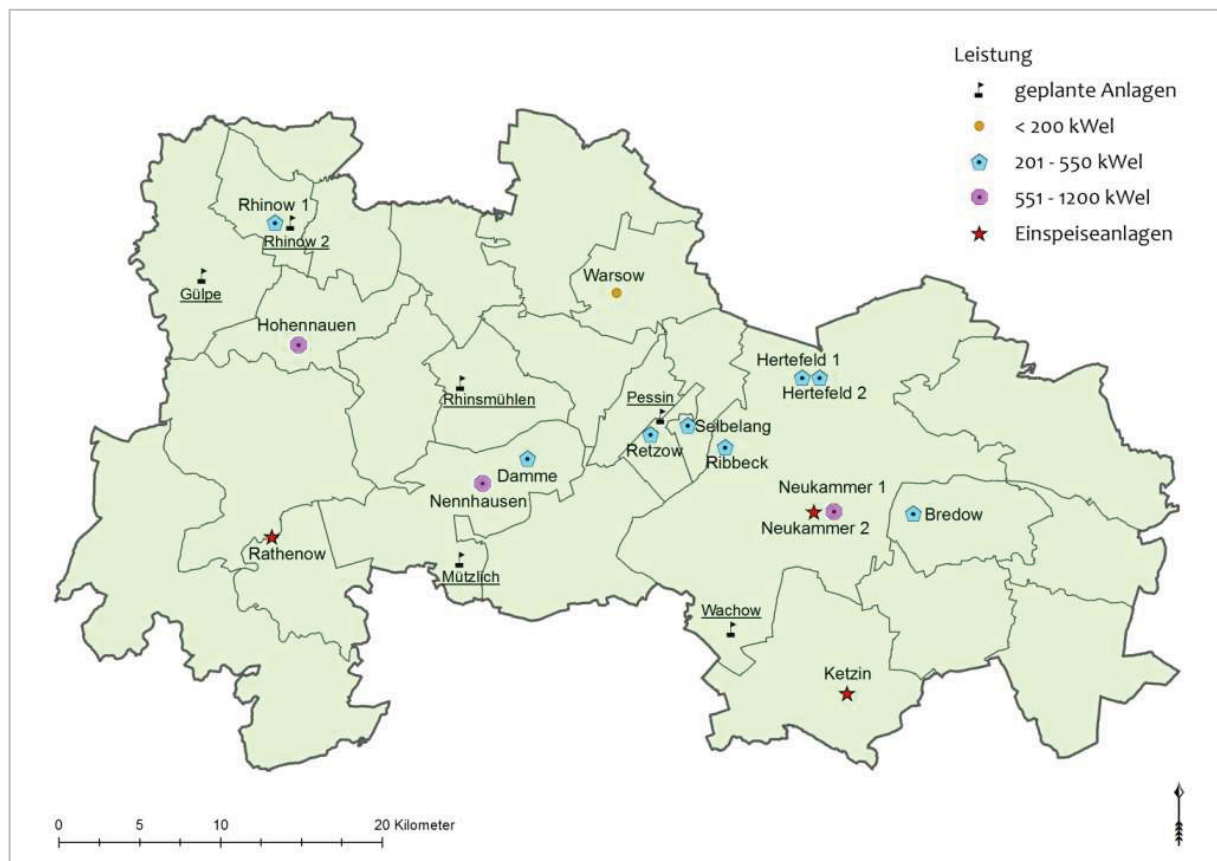 Leistung
geplante Anlagen
< 200 kWel
201 - 550 kWel
551 - 1200 kWel
Einspeiseanlagen
Rhinow 1
Rhinow 2
Gülpe
Warsow
Hohennauen
Hertefeld 1
Hertefeld 2
Rhinsmühlen
Pessin
Selbelang
Retzow
Ribbeck
Damme
Nennhausen
Neukammer 1
Neukammer 2
Bredow
Rathenow
Mützlich
Wachow
Ketzin
0 5 10 20 Kilometer